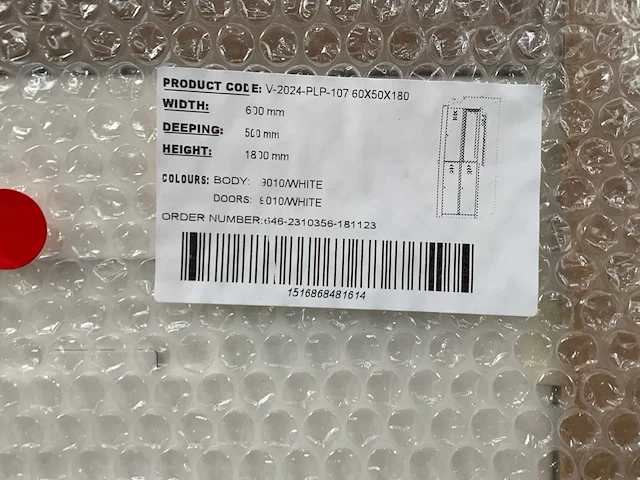 PRODUCT CODE: V-2024-PLP-107 60X50X180
WIDTH: 600 mm
DEEPING: 500 mm
HEIGHT: 1800 mm
COLOURS: BODY: 9010/WHITE
DOORS: 9010/WHITE
ORDER NUMBER:646-2310356-181123
1516868481614